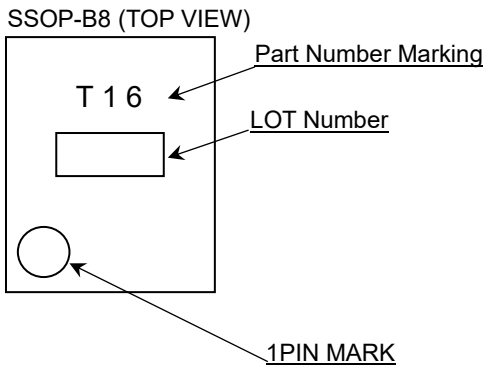 SSOP-B8 (TOP VIEW)
Part Number Marking
T 1 6
LOT Number
1PIN MARK